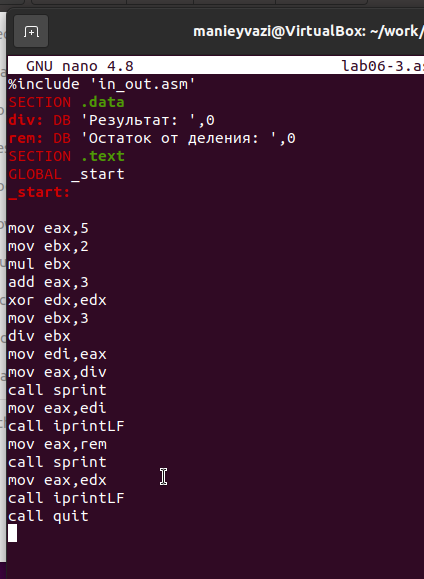 manieyvazi@VirtualBox: ~/work/
GNU nano 4.8 lab06-3.as
%include 'in_out.asm'
SECTION .data
div: DB 'Результат: ',0
rem: DB 'Остаток от деления: ',0
SECTION .text
GLOBAL _start
_start:
mov eax,5
mov ebx,2
mul ebx
add eax,3
xor edx,edx
mov ebx,3
div ebx
mov edi,eax
mov eax,div
call sprint
mov eax,edi
call iprintLF
mov eax,rem
call sprint
mov eax,edx
call iprintLF
call quit